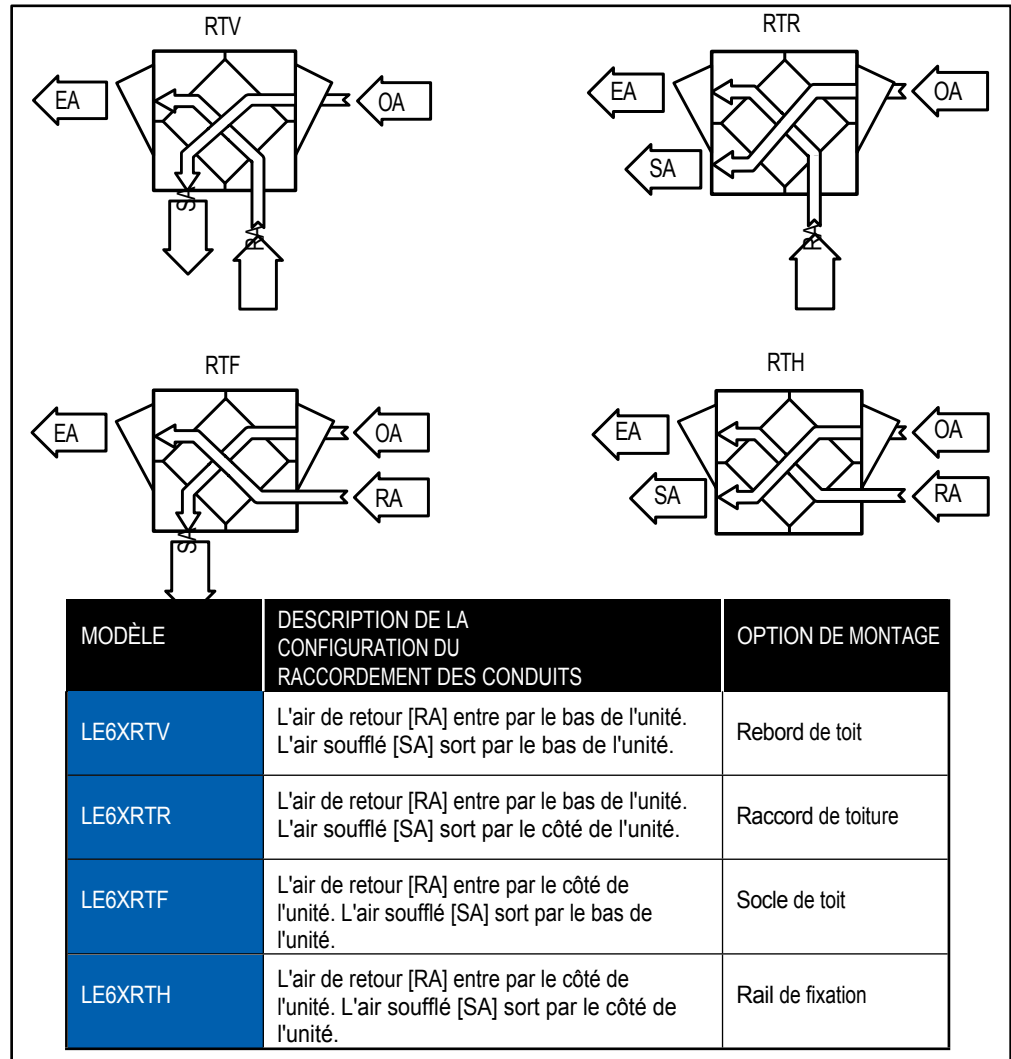 RTV
EA
OA
SA
RA
RTR
EA
OA
SA
RA
RTF
EA
OA
RA
SA
RTH
EA
OA
SA
RA
MODÈLE
DESCRIPTION DE LA
CONFIGURATION DU
RACCORDEMENT DES CONDUITS
OPTION DE MONTAGE
LE6XRTV
L'air de retour [RA] entre par le bas de l'unité.
L'air soufflé [SA] sort par le bas de l'unité.
Rebord de toit
LE6XRTR
L'air de retour [RA] entre par le bas de l'unité.
L'air soufflé [SA] sort par le côté de l'unité.
Raccord de toiture
LE6XRTF
L'air de retour [RA] entre par le côté de
l'unité. L'air soufflé [SA] sort par le bas de
l'unité.
Socle de toit
LE6XRTH
L'air de retour [RA] entre par le côté de
l'unité. L'air soufflé [SA] sort par le côté de
l'unité.
Rail de fixation